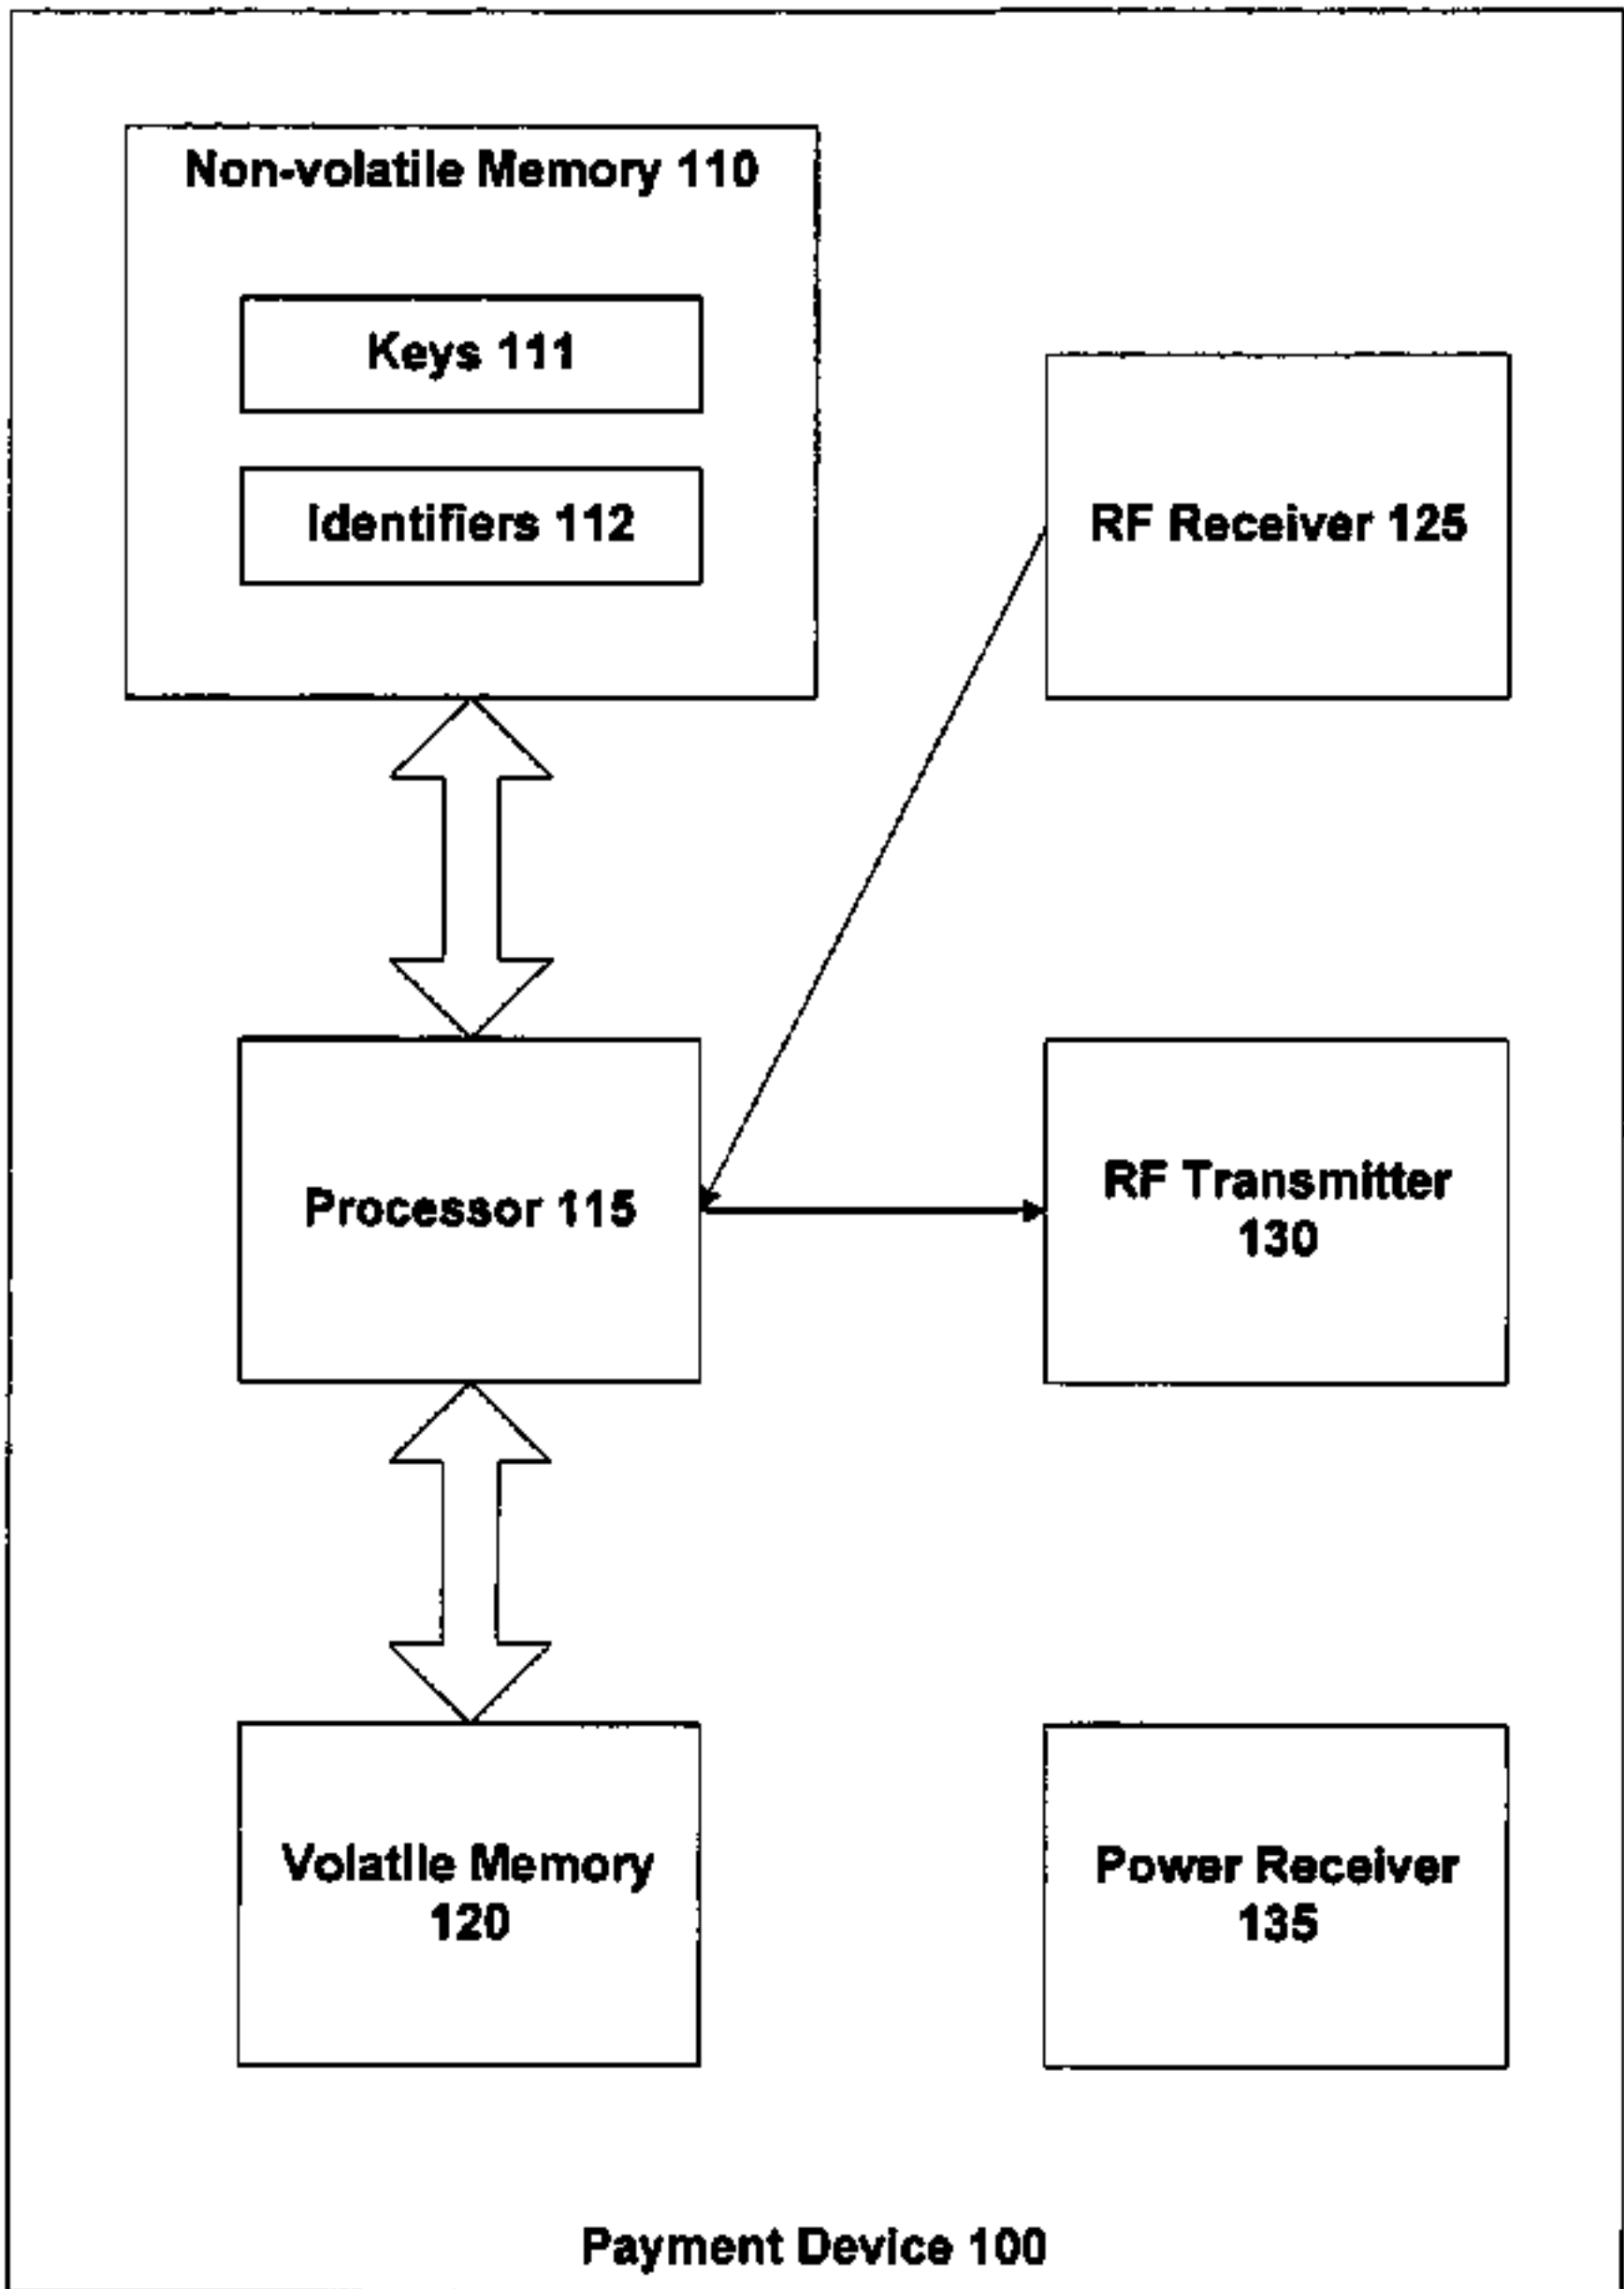 Non-volatile Memory 110
Keys 111
Identifiers 112
RF Receiver 125
Processor 115
RF Transmitter
130
Volatile Memory
120
Power Receiver
135
Payment Device 100